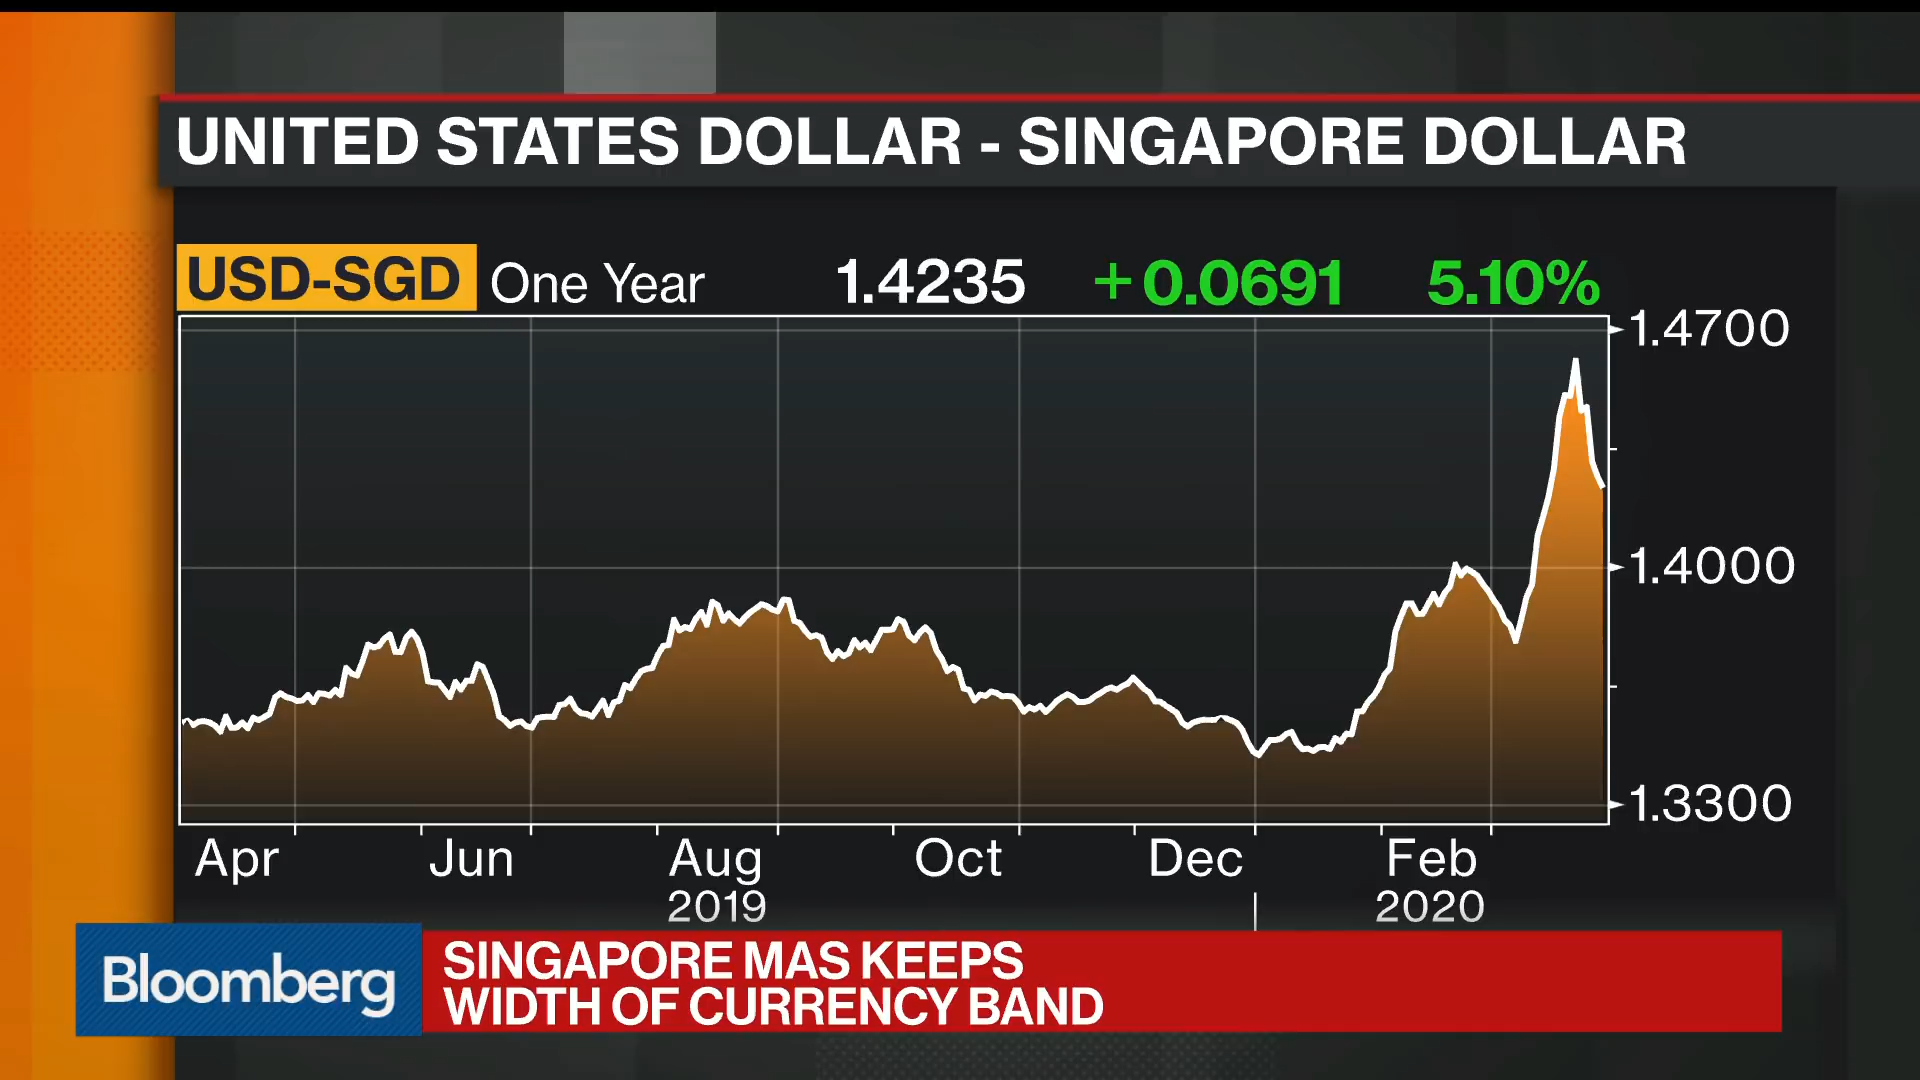 UNITED STATES DOLLAR - SINGAPORE DOLLAR
USD-SGD One Year 1.4235 +0.0691 5.10%
1.4700
1.4000
1.3300
Apr Jun Aug Oct Dec Feb
2019 2020
Bloomberg
SINGAPORE MAS KEEPS
WIDTH OF CURRENCY BAND